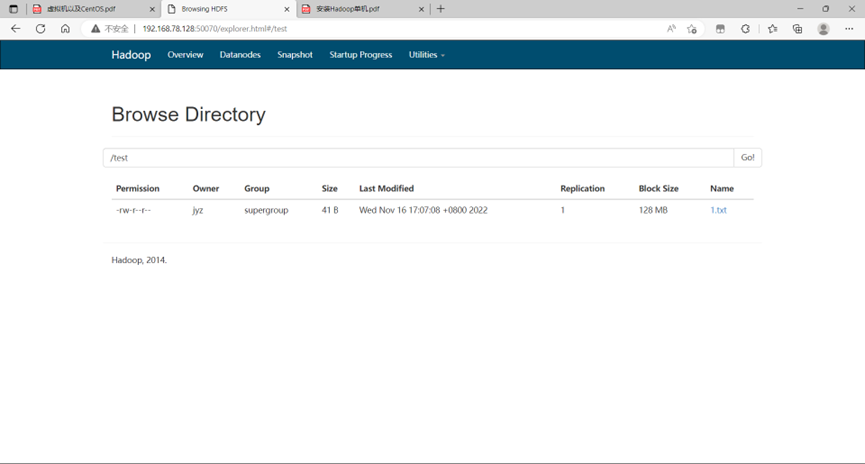 虚拟机以及CentOS.pdf Browsing HDFS 安装Hadoop单机.pdf
不安全 192.168.78.128:50070/explorer.html#/test
Hadoop Overview Datanodes Snapshot Startup Progress Utilities
Browse Directory
/test Go!
Permission Owner Group Size Last Modified Replication Block Size Name
-rw-r--r-- jyz supergroup 41 B Wed Nov 16 17:07:08 +0800 2022 1 128 MB 1.txt
Hadoop, 2014.